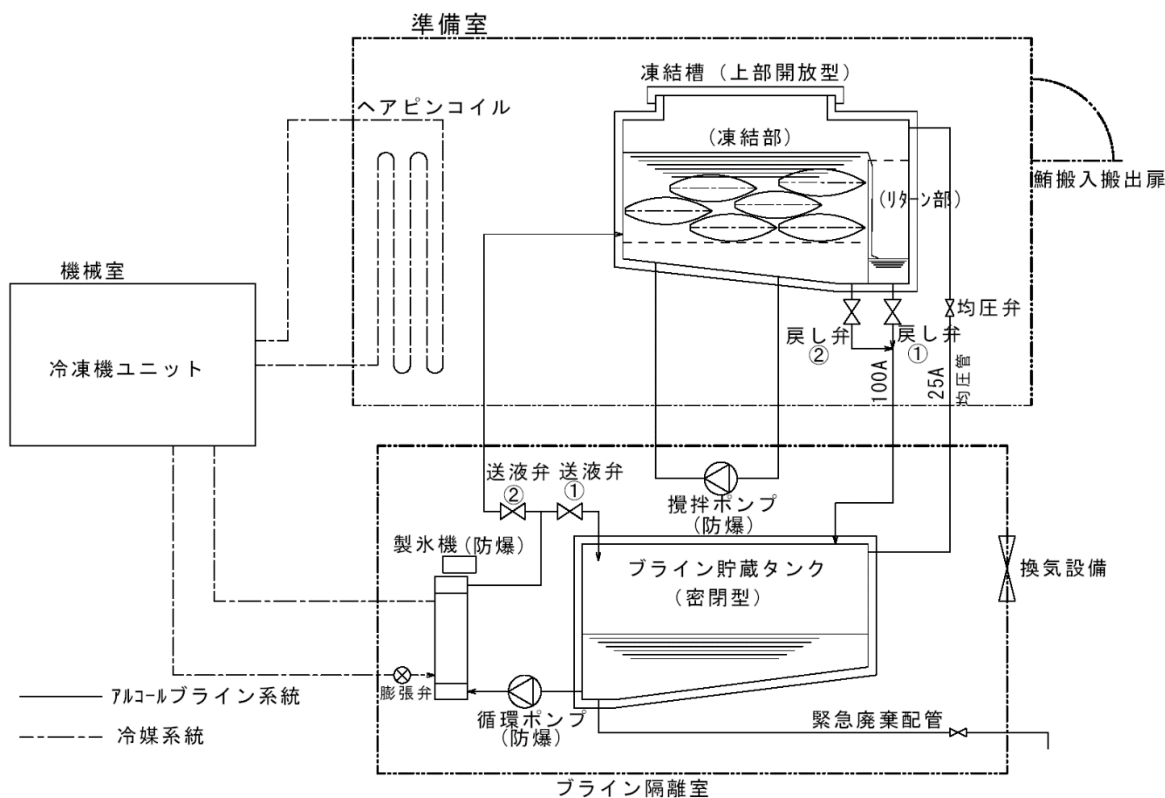 準備室
凍結槽（上部開放型）
ヘアピンコイル
(凍結部)
(ﾘﾀｰﾝ部)
鮪搬入搬出扉
機械室
冷凍機ユニット
均圧弁
戻し弁
②
戻し弁
①
100A
25A
均圧管
送液弁
②
送液弁
①
攪拌ポンプ
(防爆)
製氷機(防爆)
ブライン貯蔵タンク
(密閉型)
換気設備
膨張弁
循環ポンプ
(防爆)
緊急廃棄配管
ｱﾙｺｰﾙブライン系統
冷媒系統
ブライン隔離室